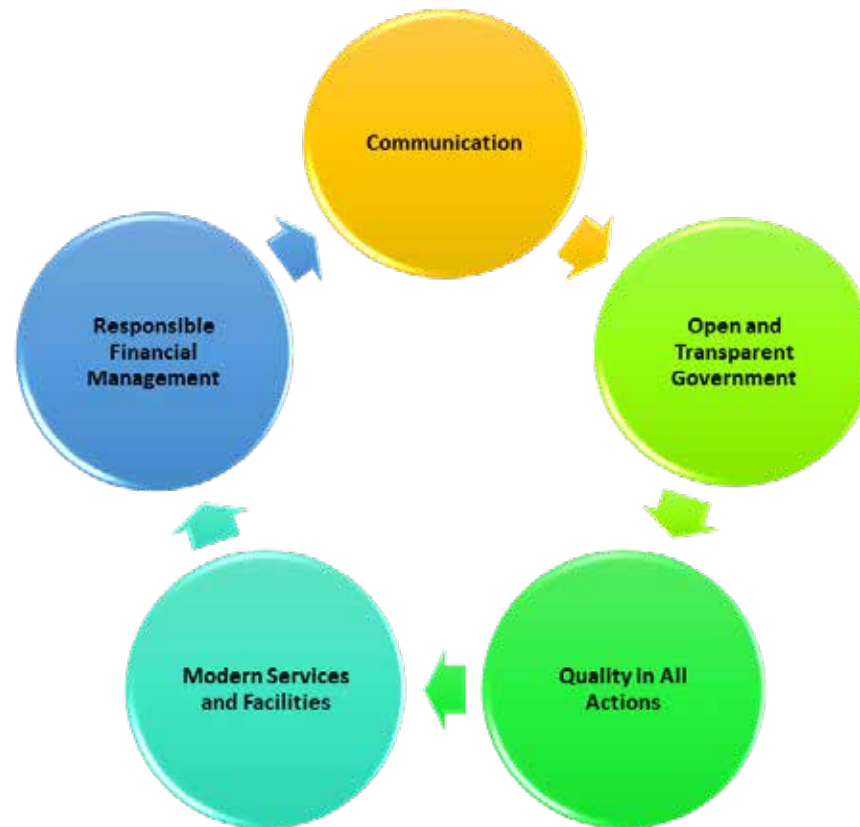 Communication
Open and
Transparent
Government
Quality in All
Actions
Modern Services
and Facilities
Responsible
Financial
Management